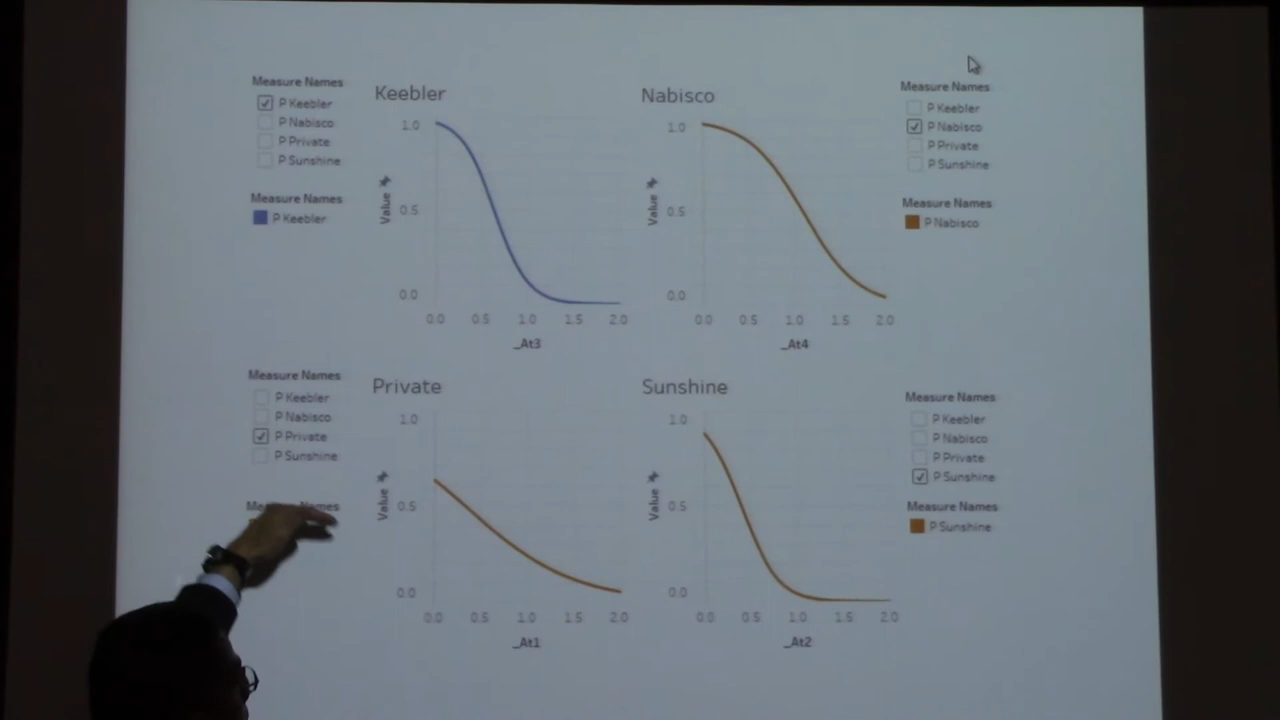 Measure Names
P Keebler
P Nabisco
P Private
P Sunshine
Measure Names
P Keebler
Keebler
Value
1.0
0.5
0.0
0.0 0.5 1.0 1.5 2.0
_At3
Nabisco
Value
1.0
0.5
0.0
0.0 0.5 1.0 1.5 2.0
_At4
Measure Names
P Keebler
P Nabisco
P Private
P Sunshine
Measure Names
P Nabisco
Measure Names
P Keebler
P Nabisco
P Private
P Sunshine
Private
Value
1.0
0.5
0.0
0.0 0.5 1.0 1.5 2.0
_At1
Sunshine
Value
1.0
0.5
0.0
0.0 0.5 1.0 1.5 2.0
_At2
Measure Names
P Keebler
P Nabisco
P Private
P Sunshine
Measure Names
P Sunshine